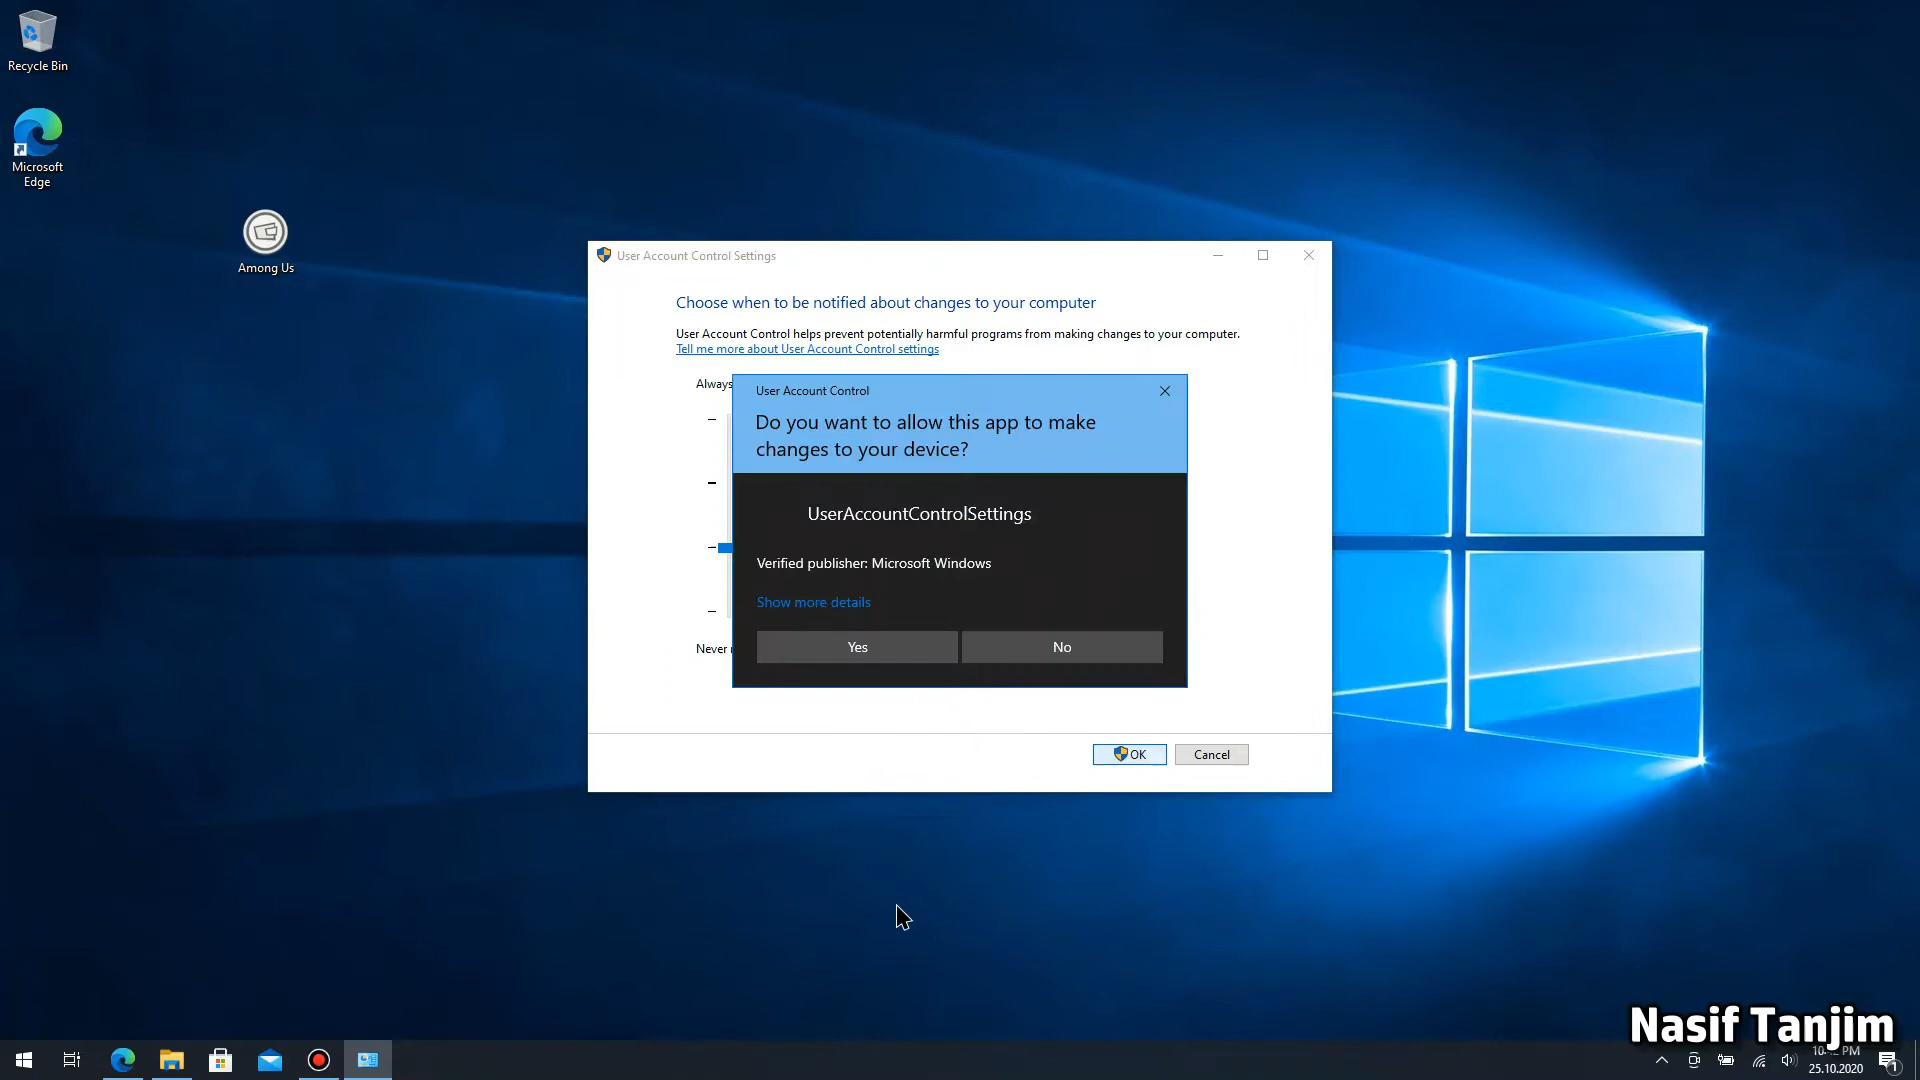 Recycle Bin
Microsoft
Edge
Among Us
User Account Control Settings
Choose when to be notified about changes to your computer
User Account Control helps prevent potentially harmful programs from making changes to your computer.
Tell me more about User Account Control settings
Always
User Account Control
Do you want to allow this app to make
changes to your device?
UserAccountControlSettings
Verified publisher: Microsoft Windows
Show more details
Yes
No
Never
OK
Cancel
Nasif Tanjim
PM
25.10.2020
1